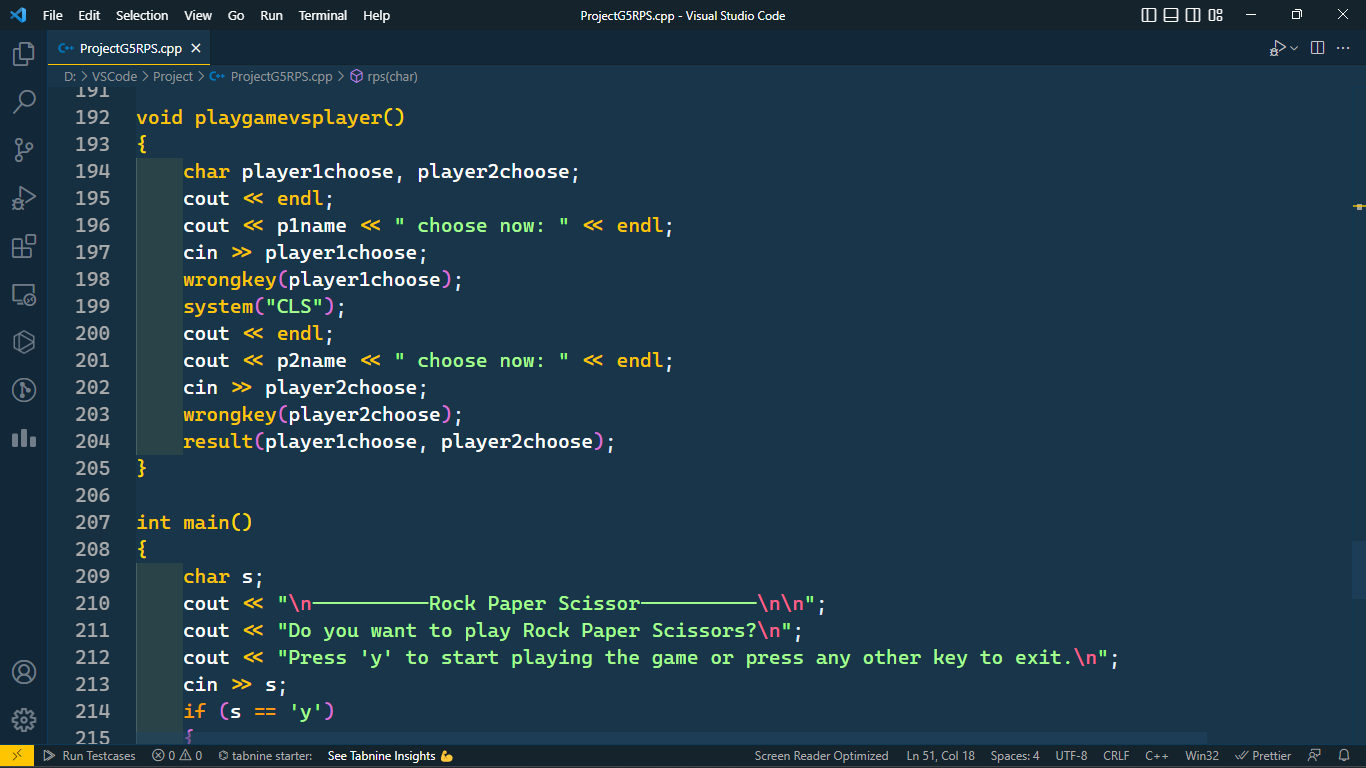 File Edit Selection View Go Run Terminal Help ProjectG5RPS.cpp - Visual Studio Code
C++ ProjectG5RPS.cpp
D: > VSCode > Project > C++ ProjectG5RPS.cpp > rps(char)
191
192 void playgamevsplayer()
193 {
194 char player1choose, player2choose;
195 cout << endl;
196 cout << p1name << " choose now: " << endl;
197 cin >> player1choose;
198 wrongkey(player1choose);
199 system("CLS");
200 cout << endl;
201 cout << p2name << " choose now: " << endl;
202 cin >> player2choose;
203 wrongkey(player2choose);
204 result(player1choose, player2choose);
205 }
206
207 int main()
208 {
209 char s;
210 cout << "\n----------Rock Paper Scissor----------\n\n";
211 cout << "Do you want to play Rock Paper Scissors?\n";
212 cout << "Press 'y' to start playing the game or press any other key to exit.\n";
213 cin >> s;
214 if (s == 'y')
215 {
Run Testcases 0 0 tabnine starter: See Tabnine Insights 💪 Screen Reader Optimized Ln 51, Col 18 Spaces: 4 UTF-8 CRLF C++ Win32 Prettier